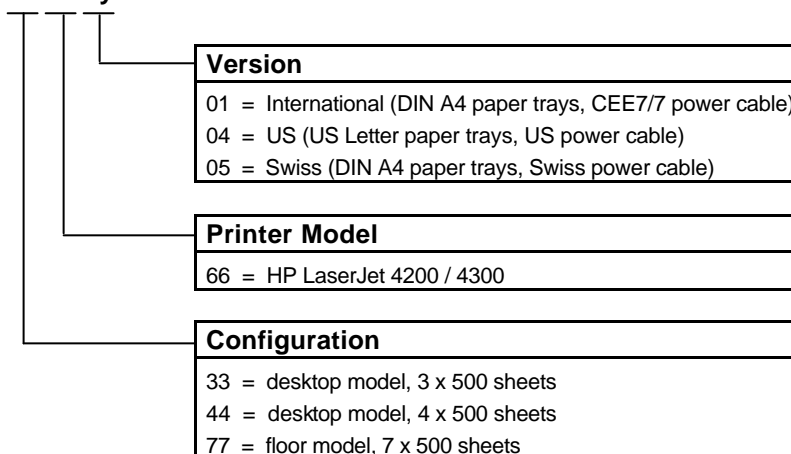 Version
01 = International (DIN A4 paper trays, CEE7/7 power cable)
04 = US (US Letter paper trays, US power cable)
05 = Swiss (DIN A4 paper trays, Swiss power cable)
Printer Model
66 = HP LaserJet 4200 / 4300
Configuration
33 = desktop model, 3 x 500 sheets
44 = desktop model, 4 x 500 sheets
77 = floor model, 7 x 500 sheets